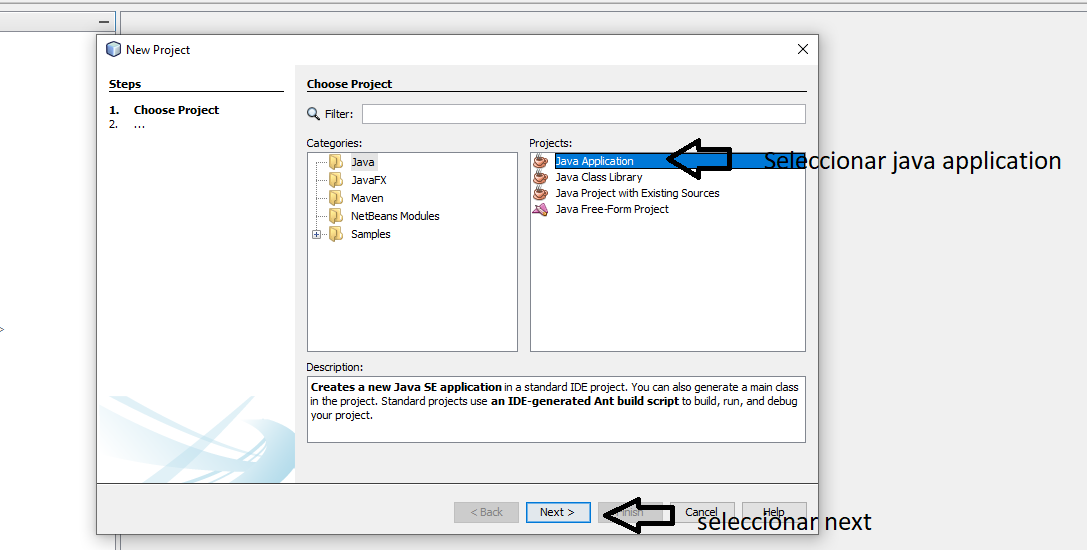 New Project
Steps
1. Choose Project
2. ...
Choose Project
Filter:
Categories:
Java
JavaFX
Maven
NetBeans Modules
Samples
Projects:
Java Application
Java Class Library
Java Project with Existing Sources
Java Free-Form Project
Seleccionar java application
Description:
Creates a new Java SE application in a standard IDE project. You can also generate a main class
in the project. Standard projects use an IDE-generated Ant build script to build, run, and debug
your project.
< Back
Next >
Finish
Cancel
Help
seleccionar next